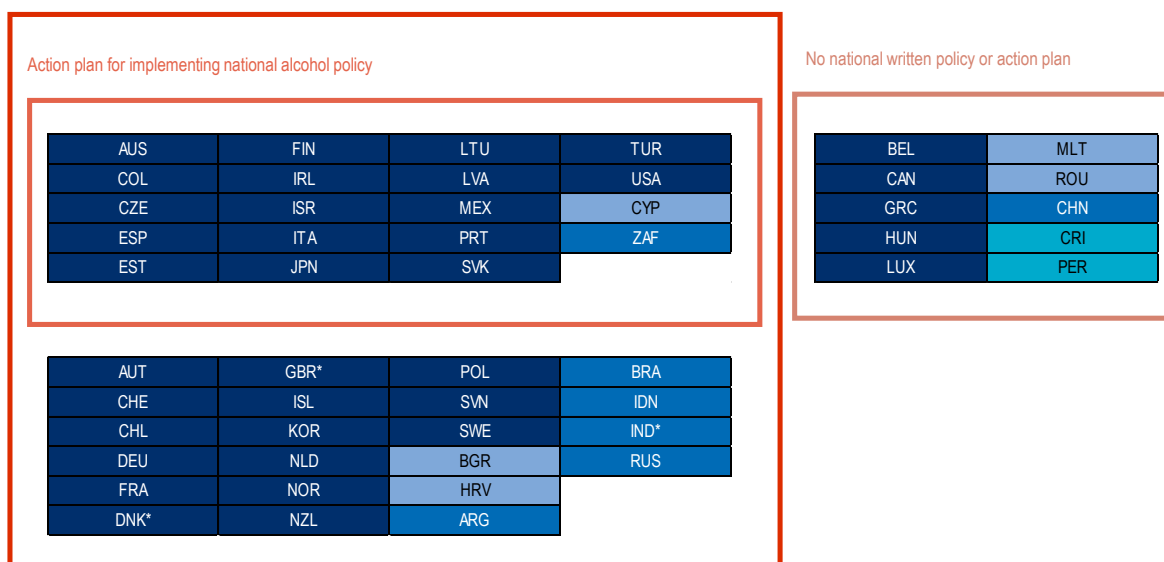 Action plan for implementing national alcohol policy
AUS FIN LTU TUR
COL IRL LVA USA
CZE ISR MEX CYP
ESP ITA PRT ZAF
EST JPN SVK
AUT GBR* POL BRA
CHE ISL SVN IDN
CHL KOR SWE IND*
DEU NLD BGR RUS
FRA NOR HRV
DNK* NZL ARG
No national written policy or action plan
BEL MLT
CAN ROU
GRC CHN
HUN CRI
LUX PER